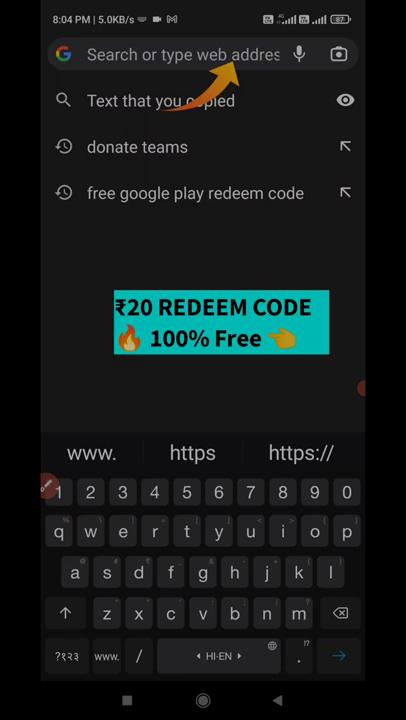 8:04 PM | 5.0KB/s
87
Search or type web addres
Text that you copied
donate teams
free google play redeem code
₹20 REDEEM CODE
🔥 100% Free 👈
www. https https://
1 2 3 4 5 6 7 8 9 0
q w e r t y u i o p
a s d f g h j k l
z x c v b n m
?१२३ www. / HI-EN . !?